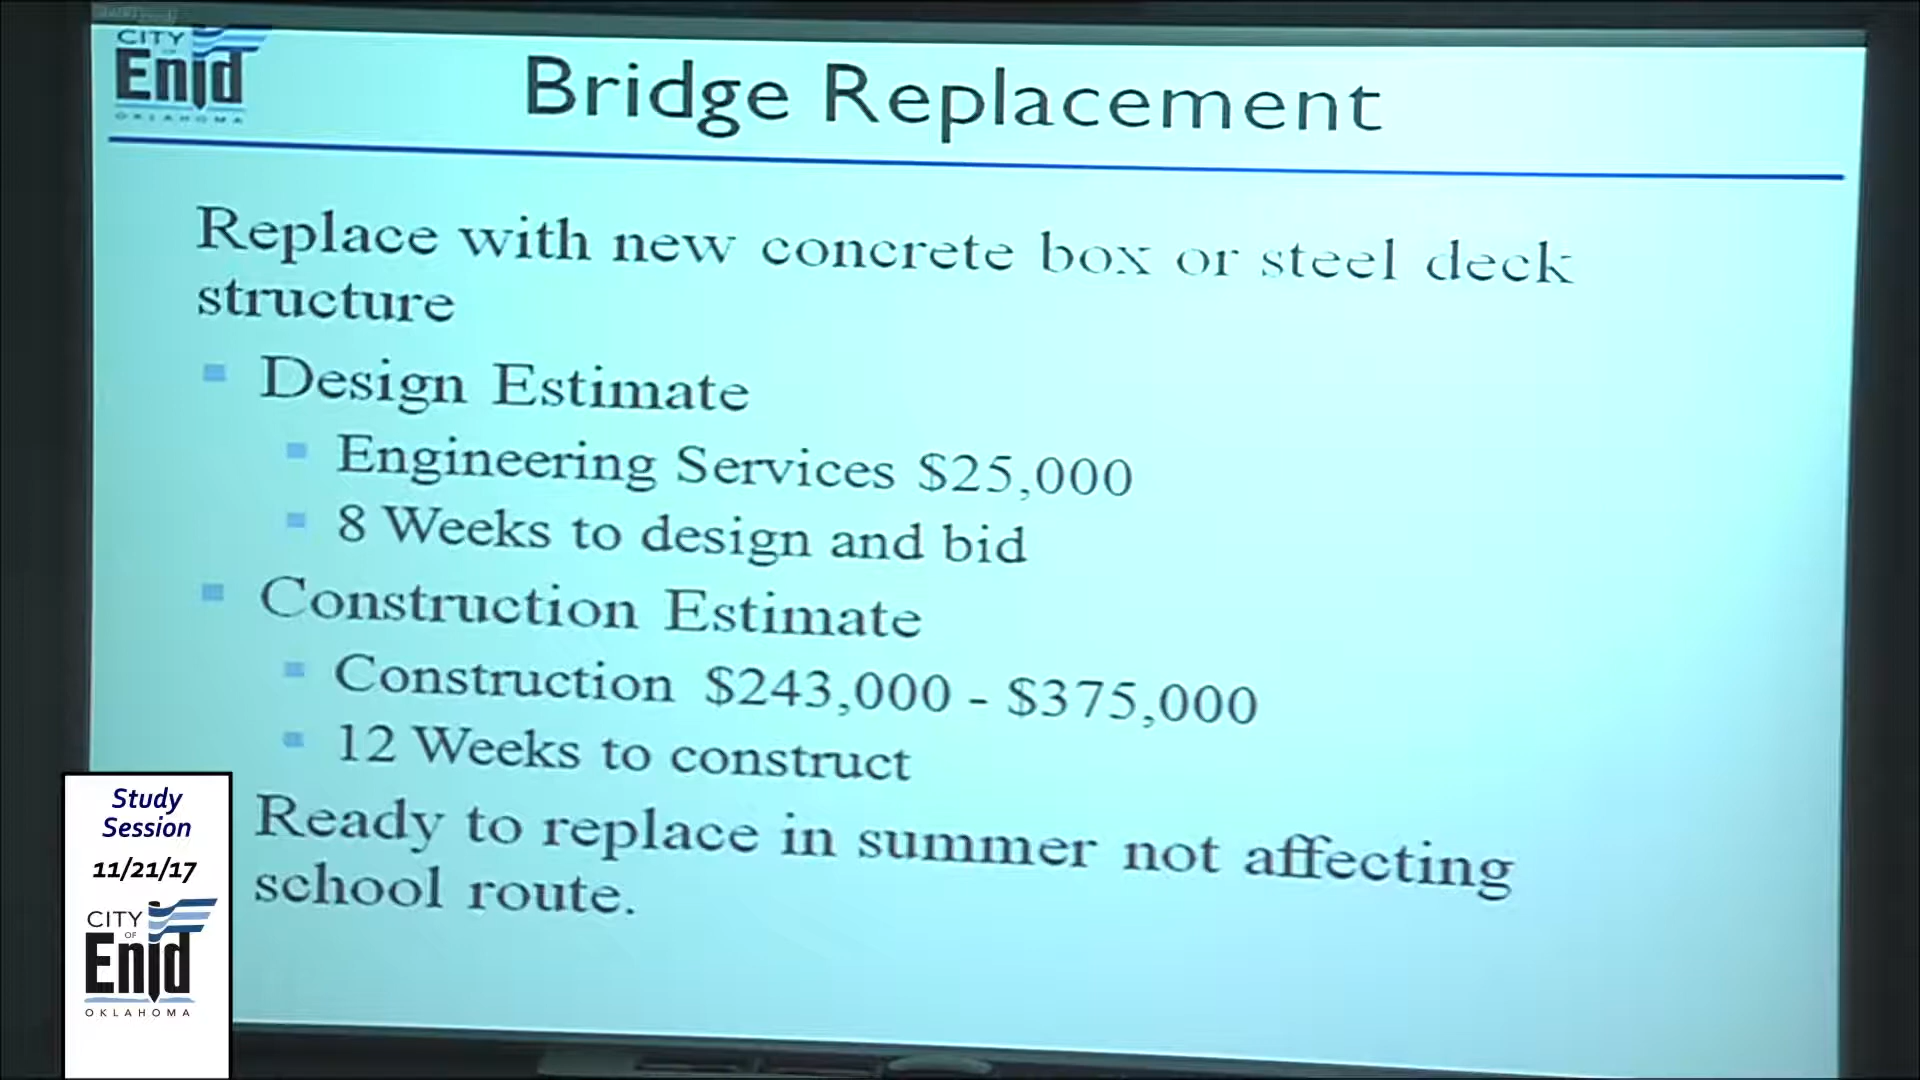 CITY
OF
Enid
OKLAHOMA
Bridge Replacement
Replace with new concrete box or steel deck
structure
Design Estimate
Engineering Services $25,000
8 Weeks to design and bid
Construction Estimate
Construction $243,000 - $375,000
12 Weeks to construct
Ready to replace in summer not affecting
school route.
Study
Session
11/21/17
CITY
OF
Enid
OKLAHOMA